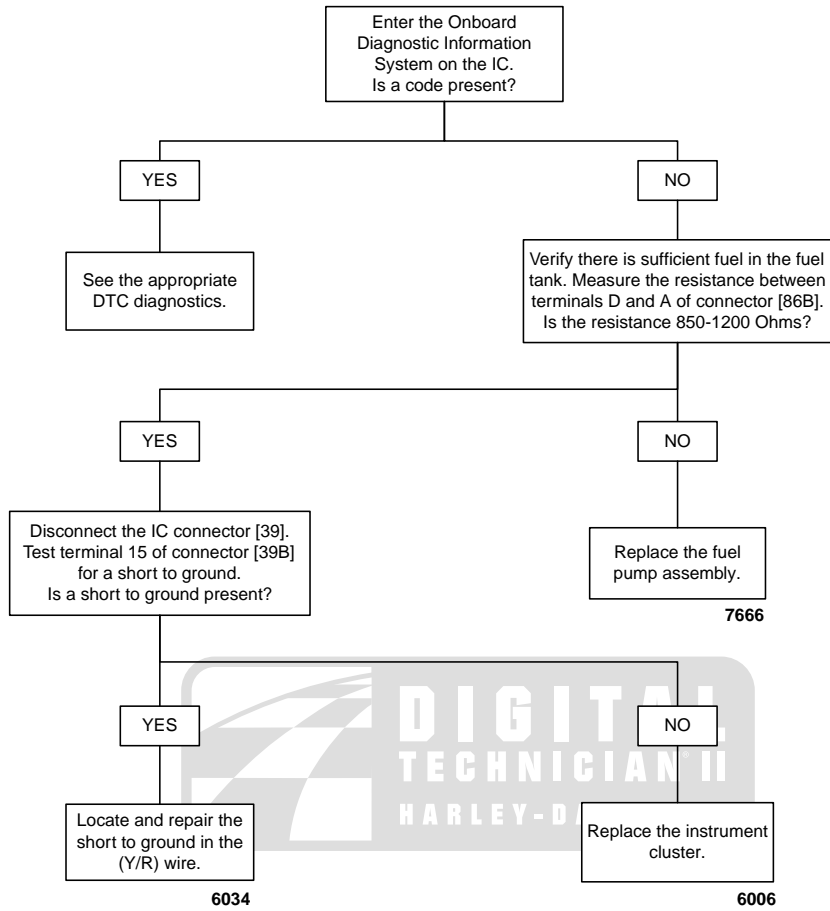 Enter the Onboard
Diagnostic Information
System on the IC.
Is a code present?
YES
NO
See the appropriate
DTC diagnostics.
Verify there is sufficient fuel in the fuel
tank. Measure the resistance between
terminals D and A of connector [86B].
Is the resistance 850-1200 Ohms?
YES
NO
Disconnect the IC connector [39].
Test terminal 15 of connector [39B]
for a short to ground.
Is a short to ground present?
Replace the fuel
pump assembly.
7666
DIGITAL
TECHNICIAN II
HARLEY-DA
YES
NO
Locate and repair the
short to ground in the
(Y/R) wire.
6034
Replace the instrument
cluster.
6006